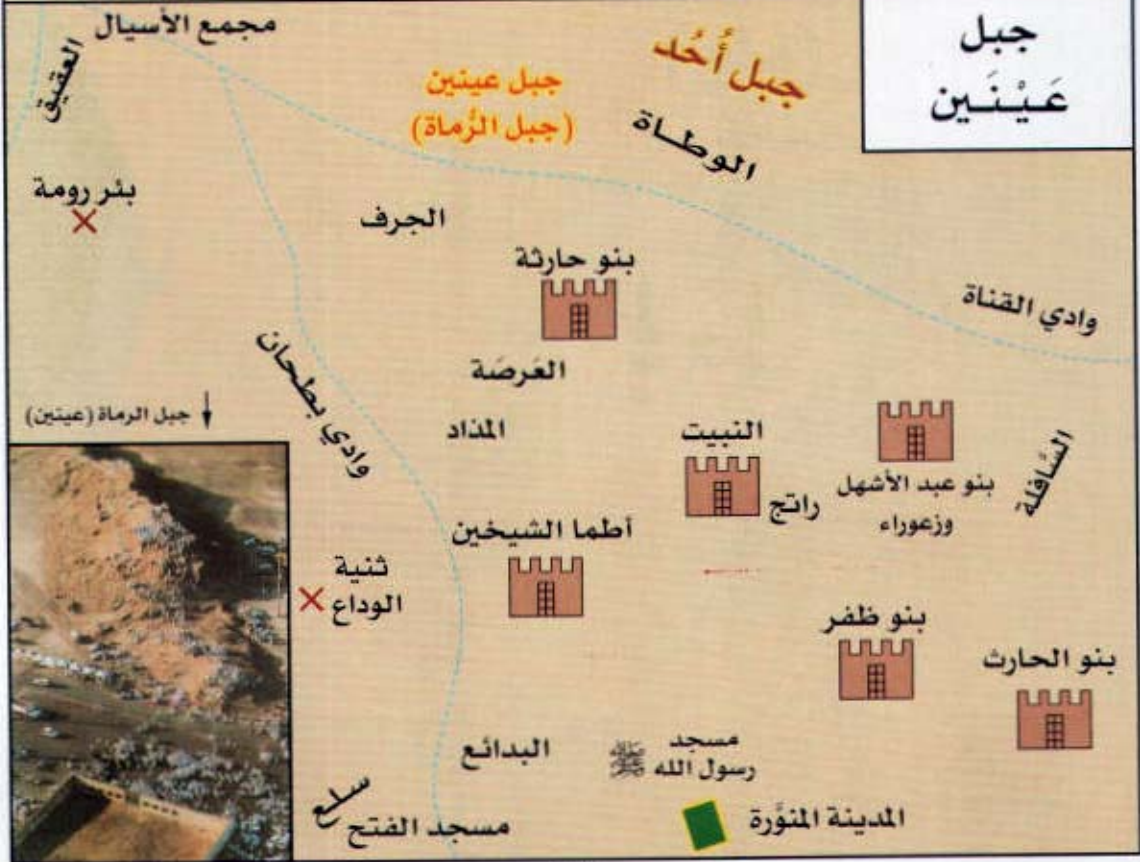 جبل
عَيْنَين
مجمع الأسيال
العقيق
جبل أُحُد
جبل عينين
(جبل الرُّماة)
الوطاة
بئر رومة
الجرف
بنو حارثة
وادي القناة
العَرصَة
وادي بطحان
جبل الرماة (عينين)
المذاد
النبيت
راتج
بنو عبد الأشهل
وزعوراء
السَّافلة
أطما الشيخين
ثنية
الوداع
بنو ظفر
بنو الحارث
مسجد
رسول الله ﷺ
البدائع
سلع
مسجد الفتح
المدينة المنوَّرة